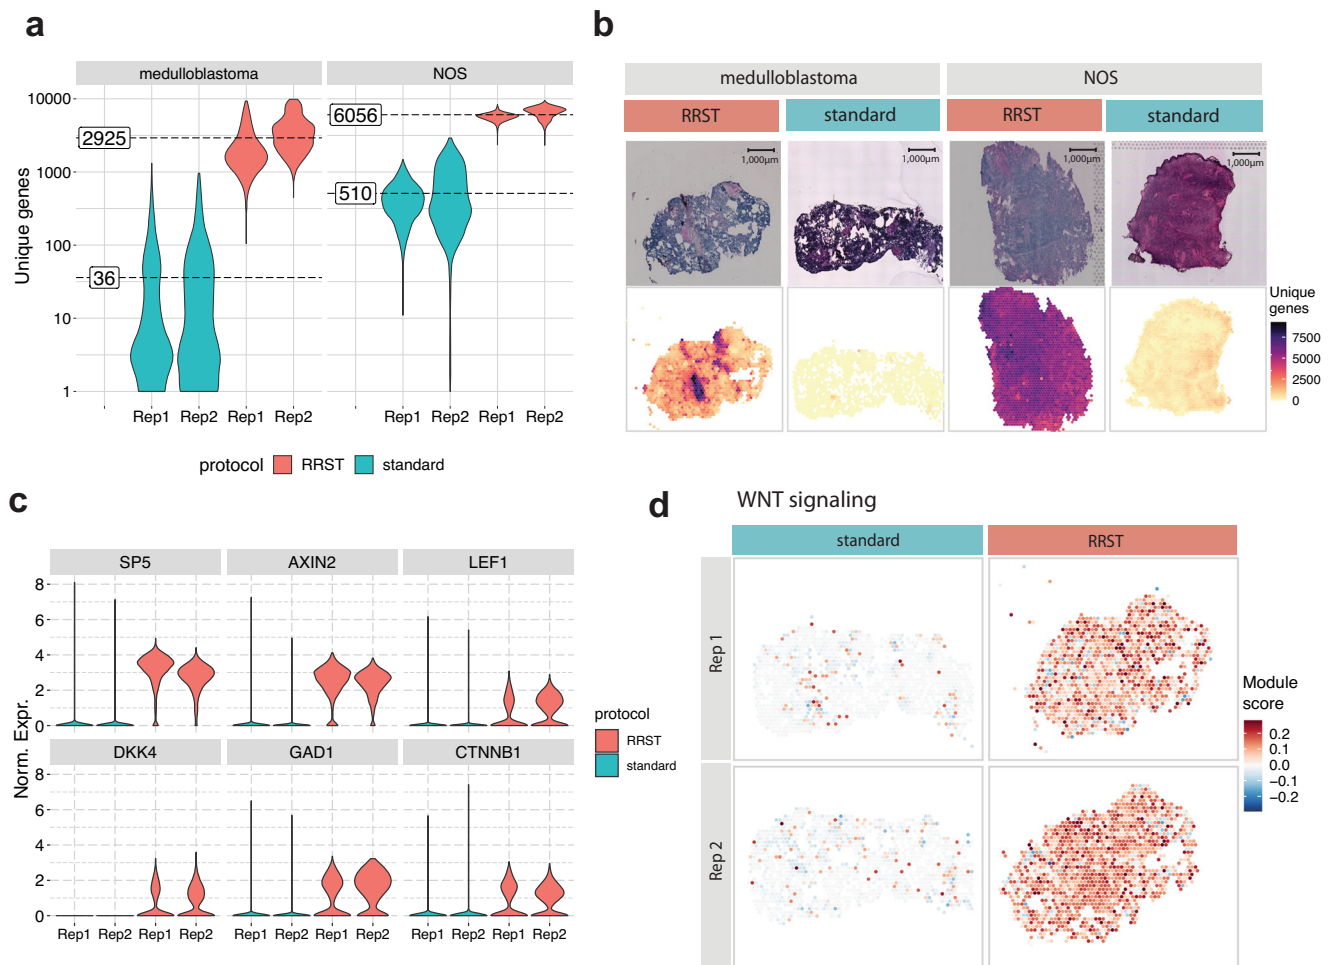 a
medulloblastoma
NOS
Unique genes
10000
1000
100
10
1
2925
36
6056
510
Rep1 Rep2 Rep1 Rep2
Rep1 Rep2 Rep1 Rep2
protocol RRST standard
b
medulloblastoma
NOS
RRST
standard
RRST
standard
1,000µm
1,000µm
1,000µm
1,000µm
Unique
genes
7500
5000
2500
0
c
Norm. Expr.
SP5
AXIN2
LEF1
8
6
4
2
0
DKK4
GAD1
CTNNB1
8
6
4
2
0
Rep1 Rep2 Rep1 Rep2
Rep1 Rep2 Rep1 Rep2
Rep1 Rep2 Rep1 Rep2
protocol
RRST
standard
d
WNT signaling
standard
RRST
Rep 1
Rep 2
Module
score
0.2
0.1
0.0
−0.1
−0.2